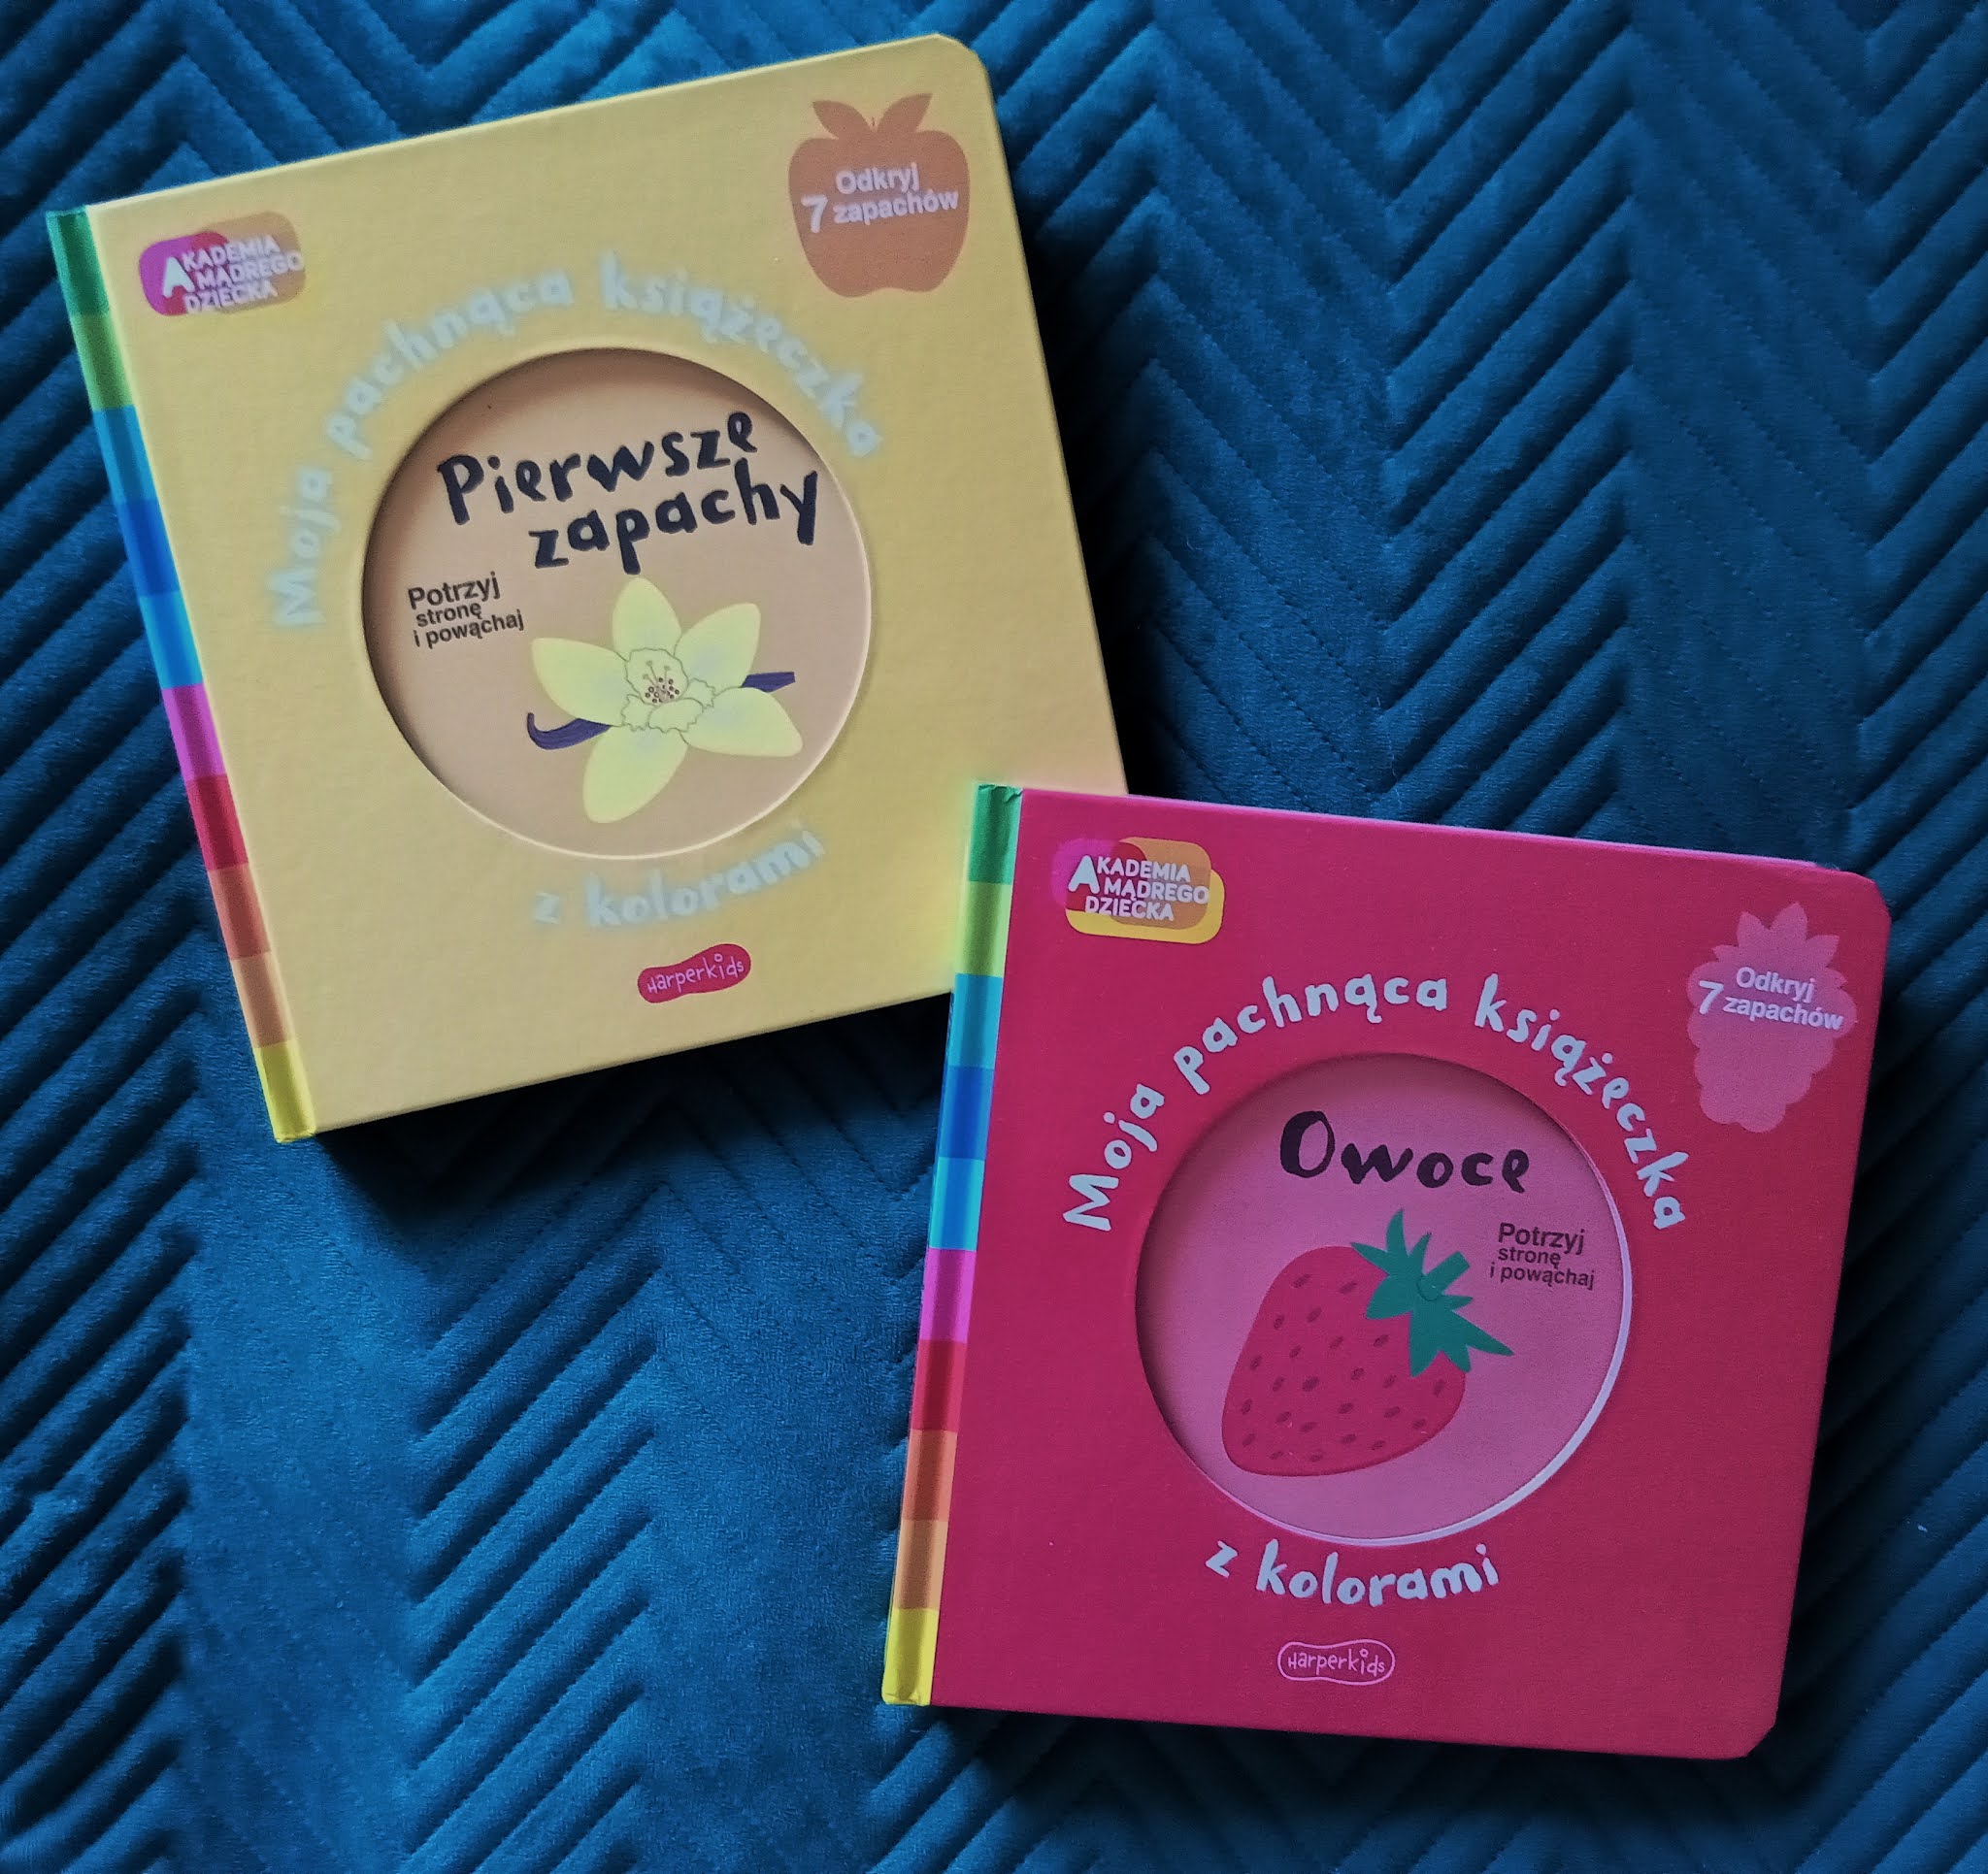 Odkryj
7 zapachów
AKADEMIA
MĄDREGO
DZIECKA
Moja pachnąca książeczka
Pierwsze
zapachy
Potrzyj
stronę
i powąchaj
z kolorami
Harperkids
AKADEMIA
MĄDREGO
DZIECKA
Odkryj
7 zapachów
Moja pachnąca książeczka
Owoce
Potrzyj
stronę
i powąchaj
z kolorami
Harperkids